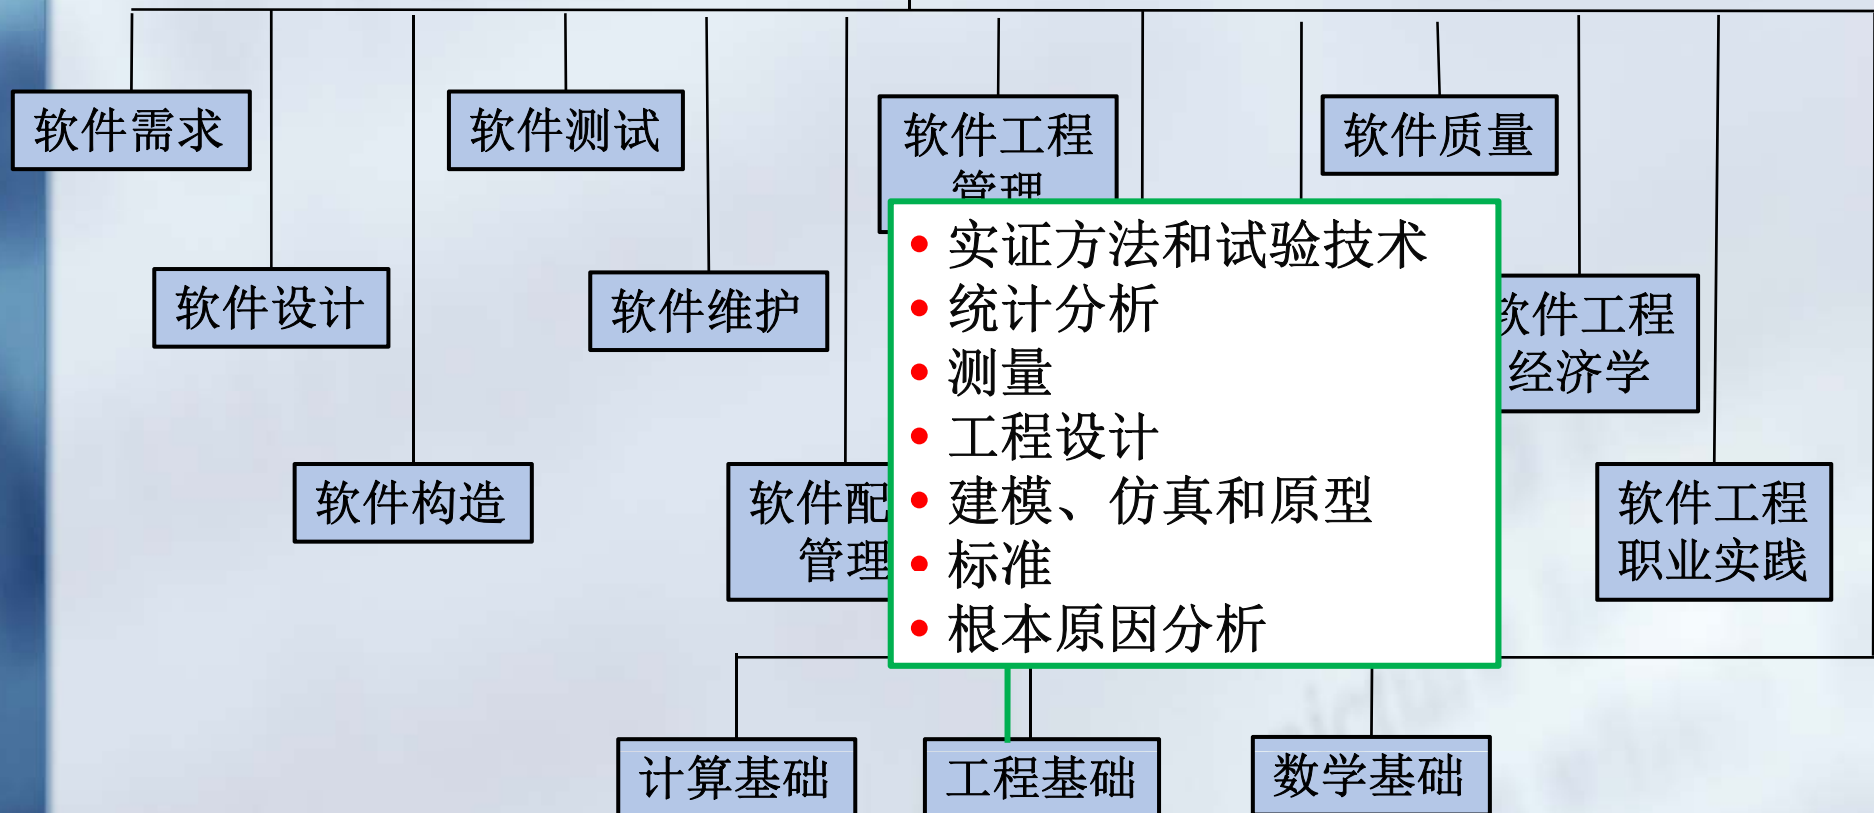 软件需求
软件测试
软件工程
管理
软件质量
软件设计
软件维护
件工程
经济学
软件构造
软件配
管理
软件工程
职业实践
• 实证方法和试验技术
• 统计分析
• 测量
• 工程设计
• 建模、仿真和原型
• 标准
• 根本原因分析
计算基础
工程基础
数学基础